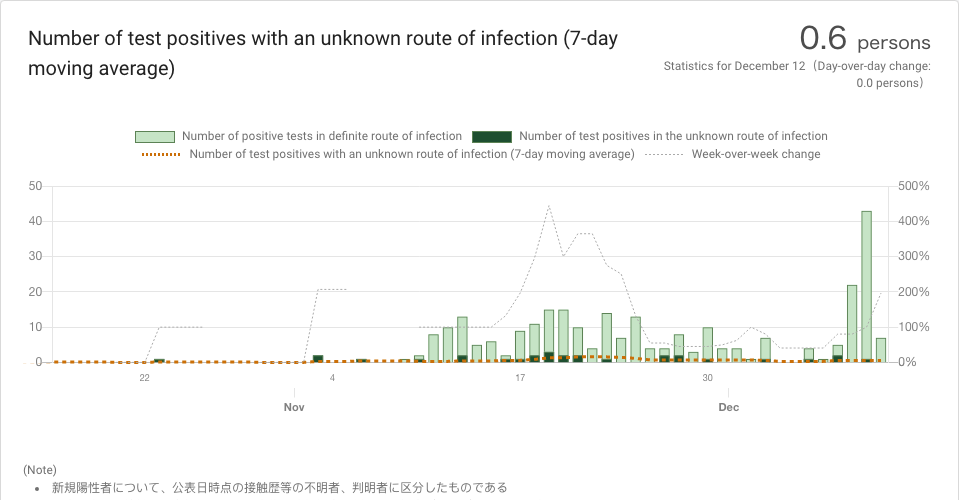 Number of test positives with an unknown route of infection (7-day
moving average)
0.6 persons
Statistics for December 12（Day-over-day change:
0.0 persons）
Number of positive tests in definite route of infection Number of test positives in the unknown route of infection
Number of test positives with an unknown route of infection (7-day moving average) Week-over-week change
50 500%
40 400%
30 300%
20 200%
10 100%
0 0%
22 4 17 30
Nov Dec
(Note)
• 新規陽性者について、公表日時点の接触歴等の不明者、判明者に区分したものである